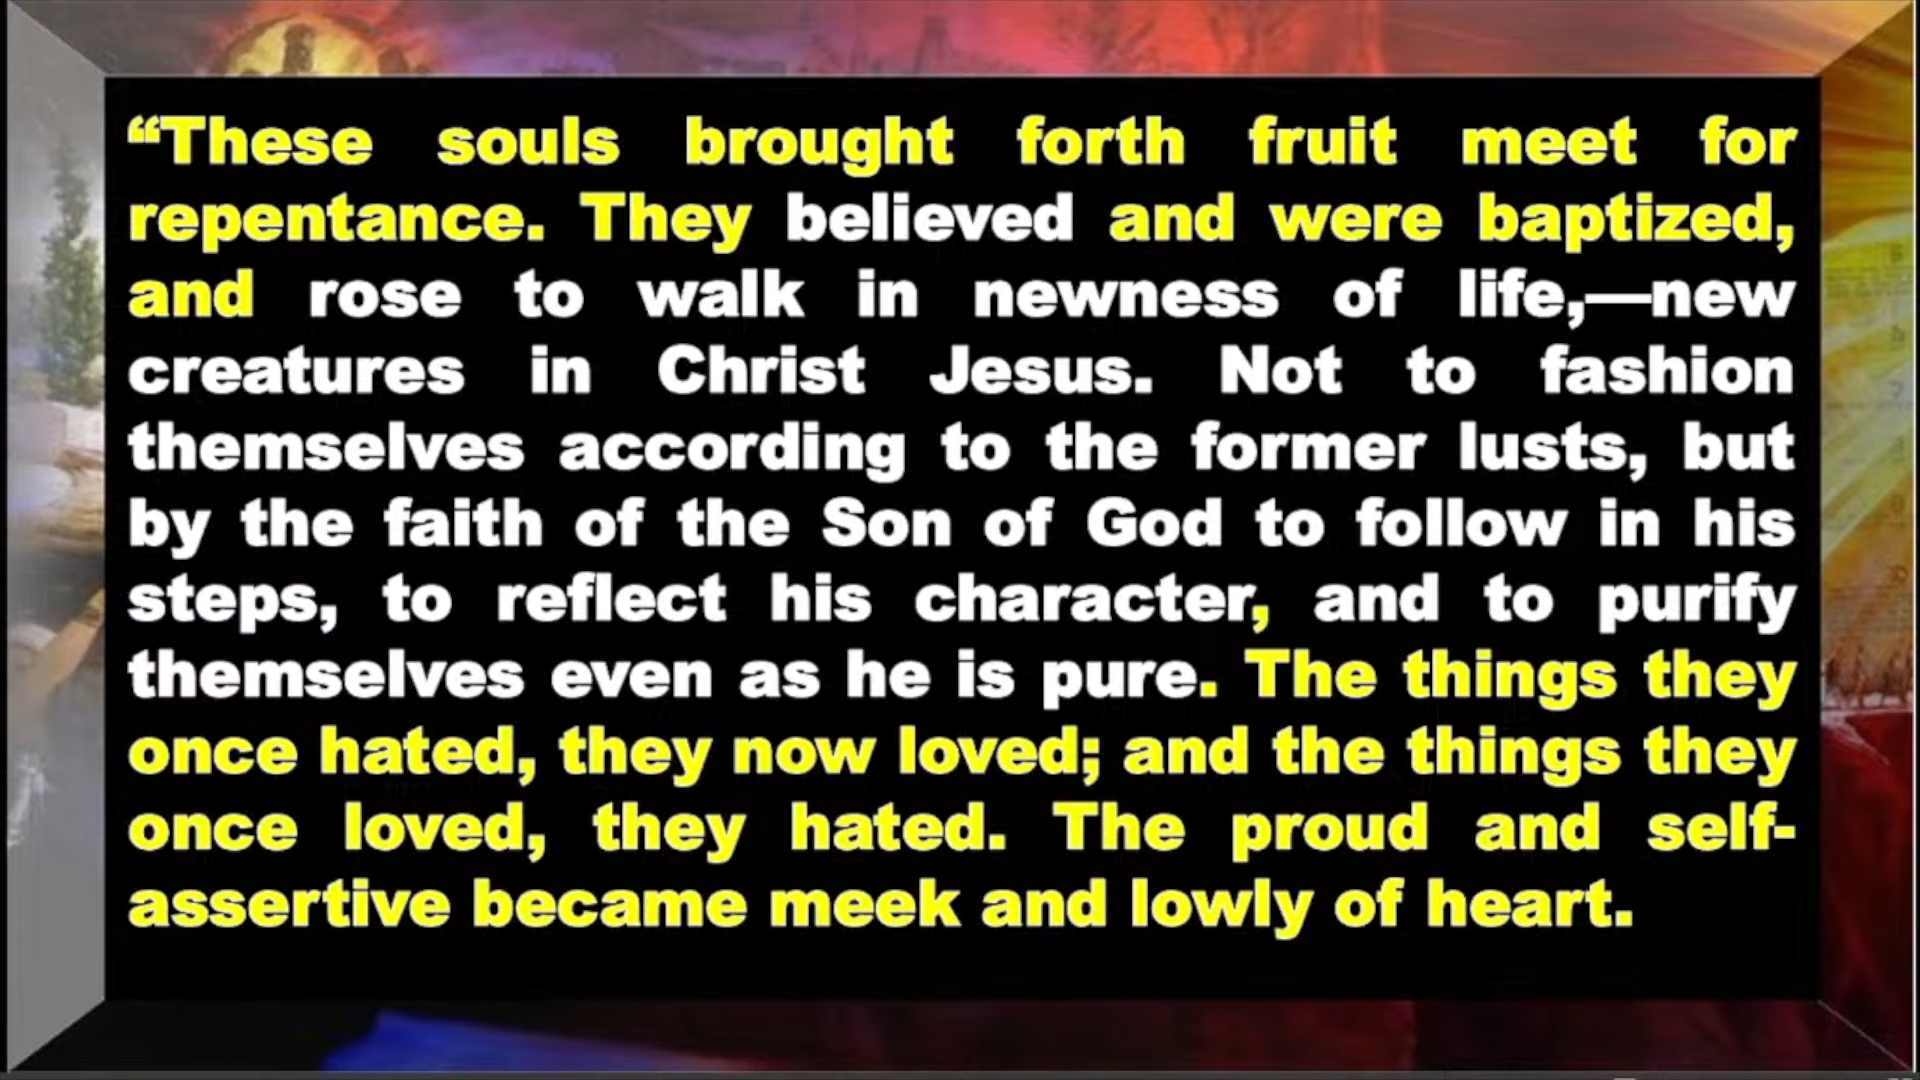 “These souls brought forth fruit meet for
repentance. They believed and were baptized,
and rose to walk in newness of life,—new
creatures in Christ Jesus. Not to fashion
themselves according to the former lusts, but
by the faith of the Son of God to follow in his
steps, to reflect his character, and to purify
themselves even as he is pure. The things they
once hated, they now loved; and the things they
once loved, they hated. The proud and self-
assertive became meek and lowly of heart.